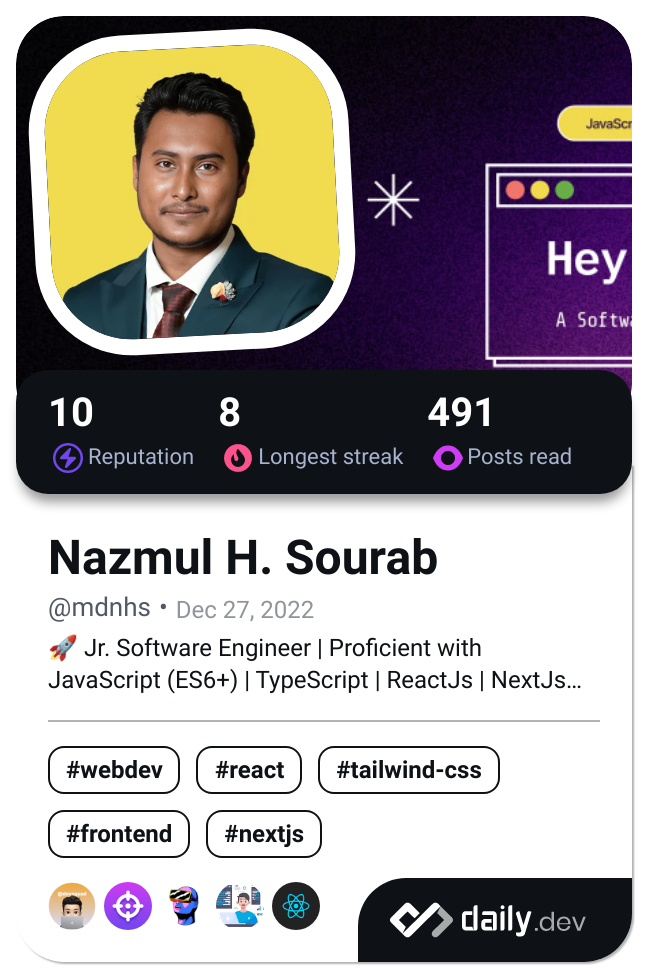 JavaScr
Hey
A Softwa
10 8 491
Reputation Longest streak Posts read
Nazmul H. Sourab
@mdnhs • Dec 27, 2022
🚀 Jr. Software Engineer | Proficient with
JavaScript (ES6+) | TypeScript | ReactJs | NextJs...
#webdev #react #tailwind-css
#frontend #nextjs
daily.dev